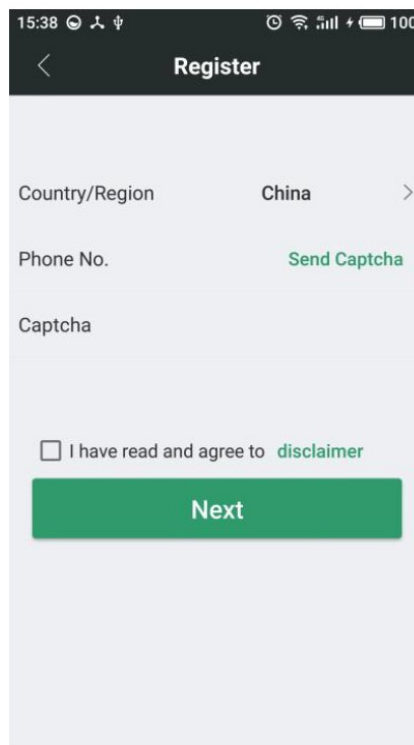 15:38 100
Register
Country/Region China
Phone No. Send Captcha
Captcha
I have read and agree to disclaimer
Next